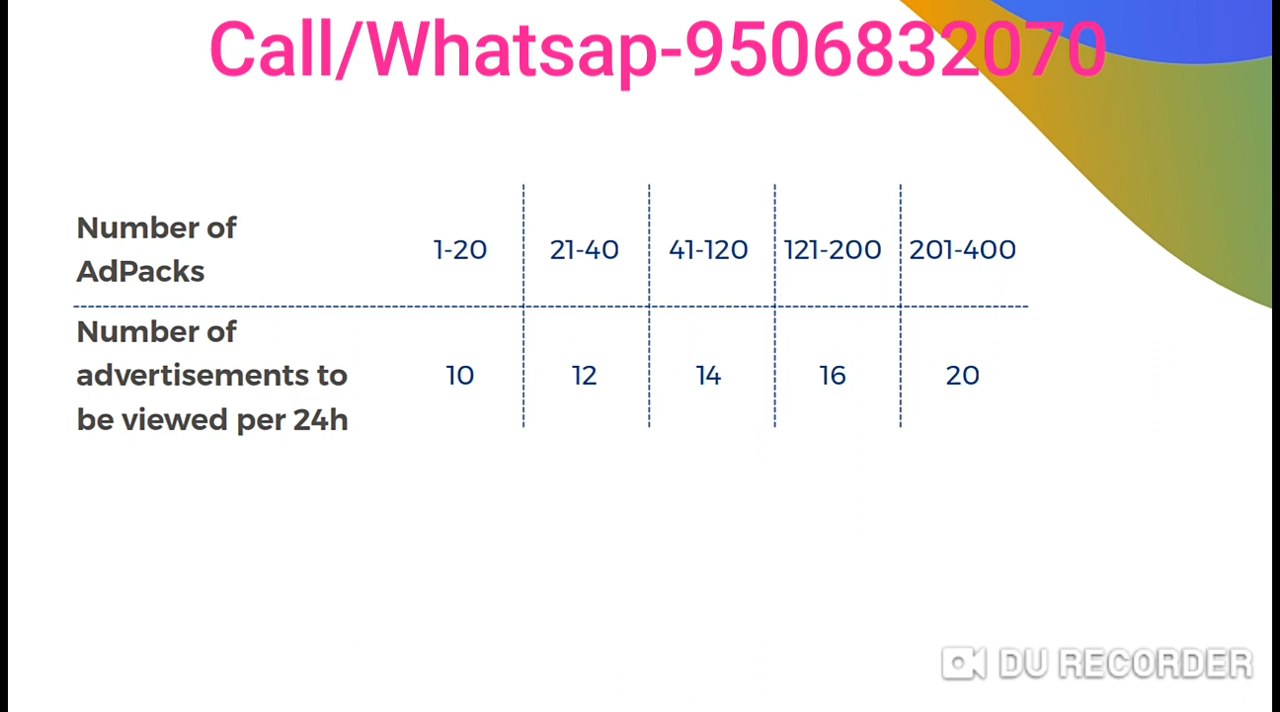 Call/Whatsap-9506832070
Number of
AdPacks
1-20 21-40 41-120 121-200 201-400
Number of
advertisements to
be viewed per 24h
10 12 14 16 20
DU RECORDER